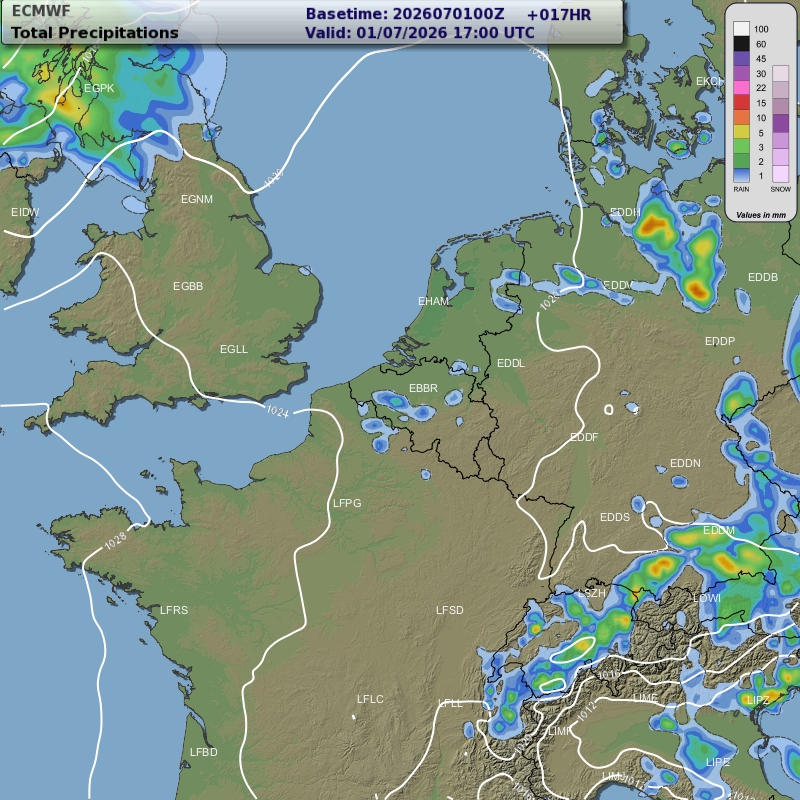 ECMWF
Basetime: 2026070100Z +017HR
Total Precipitations
Valid: 01/07/2026 17:00 UTC
100
60
45
30
22
15
10
5
3
2
1
RAIN SNOW
Values in mm
EGPK
EKCH
EIDW
EGNM
EDDH
EGBB
EHAM
EDDV
EDDB
EGLL
EDDL
EDDP
EBBR
1024
EDDF
EDDN
LFPG
EDDS
EDDM
1028
LFRS
LFSD
LSZH
LOWI
1016
LFLC
LFLL
LIME
LIPZ
1012
LIMF
LFBD
LIPE